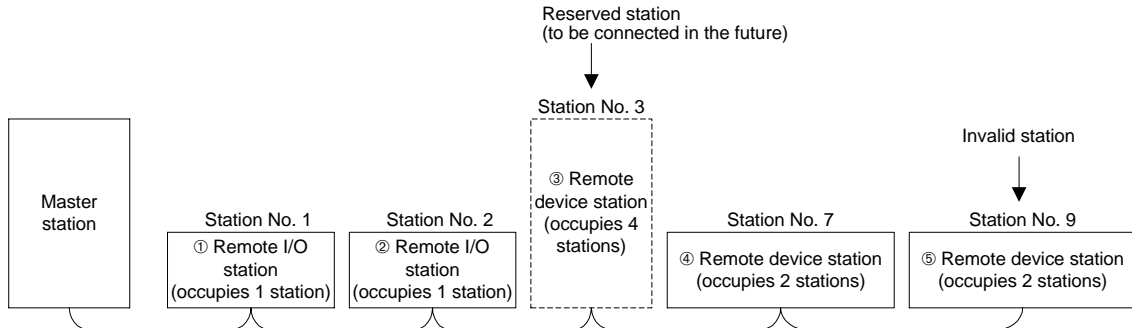 Reserved station
(to be connected in the future)
Station No. 3
Invalid station
Master
station
Station No. 1
① Remote I/O
station
(occupies 1 station)
Station No. 2
② Remote I/O
station
(occupies 1 station)
③ Remote
device station
(occupies 4
stations)
Station No. 7
④ Remote device station
(occupies 2 stations)
Station No. 9
⑤ Remote device station
(occupies 2 stations)